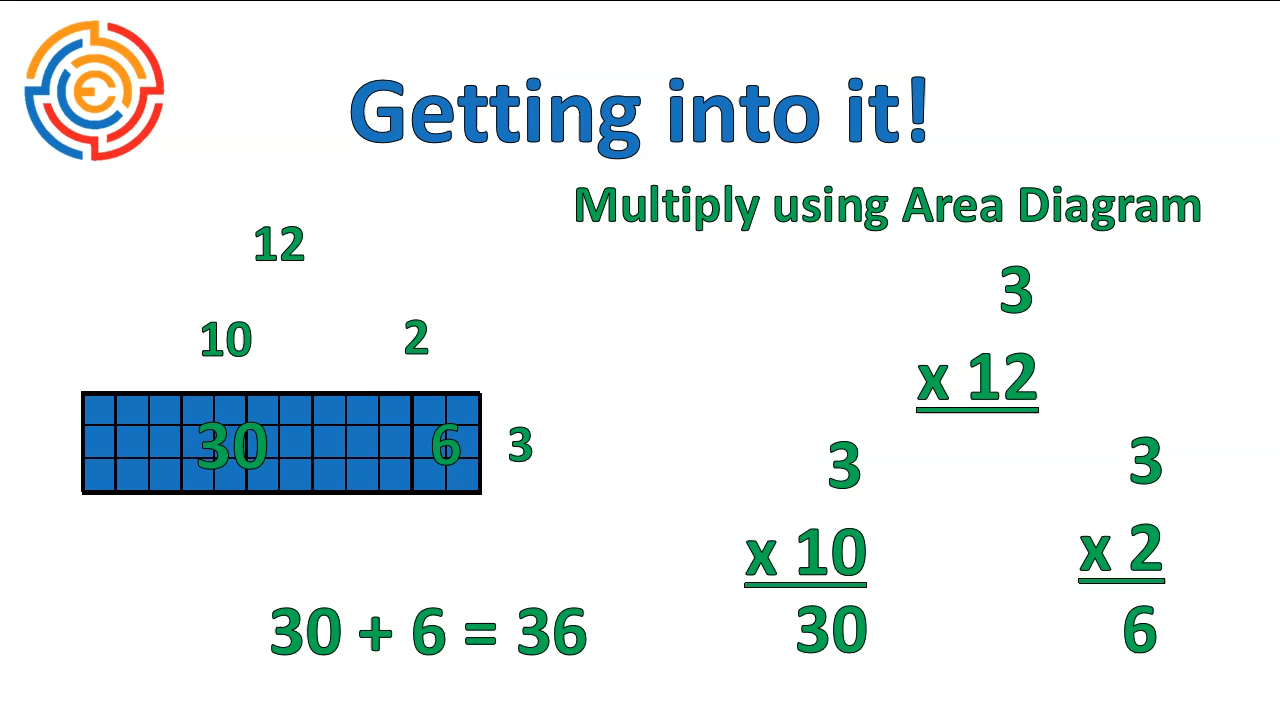 Getting into it!
Multiply using Area Diagram
12
10 2
30 6 3
30 + 6 = 36
3
x 12
3
x 10
30
3
x 2
6